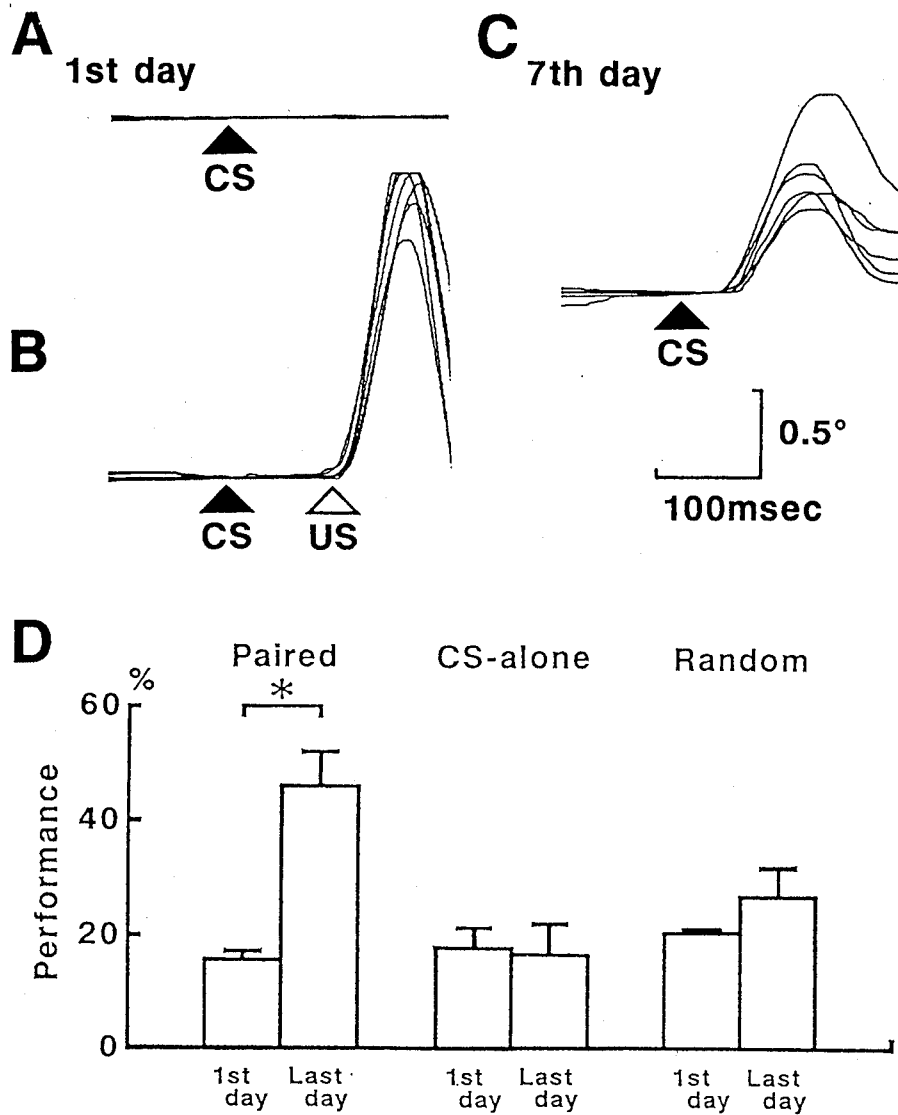 A
1st day
CS
B
CS
US
C
7th day
CS
0.5°
100msec
D
Paired
CS-alone
Random
%
*
60
40
20
0
Performance
1st day
Last day
1st day
Last day
1st day
Last day